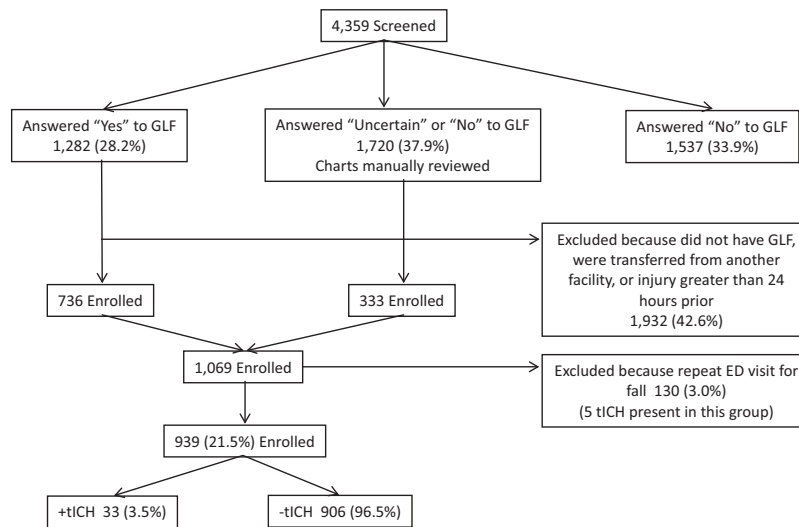 4,359 Screened
Answered “Yes” to GLF
1,282 (28.2%)
Answered “Uncertain” or “No” to GLF
1,720 (37.9%)
Charts manually reviewed
Answered “No” to GLF
1,537 (33.9%)
Excluded because did not have GLF,
were transferred from another
facility, or injury greater than 24
hours prior
1,932 (42.6%)
736 Enrolled
333 Enrolled
1,069 Enrolled
Excluded because repeat ED visit for
fall 130 (3.0%)
(5 tICH present in this group)
939 (21.5%) Enrolled
+tICH 33 (3.5%)
-tICH 906 (96.5%)